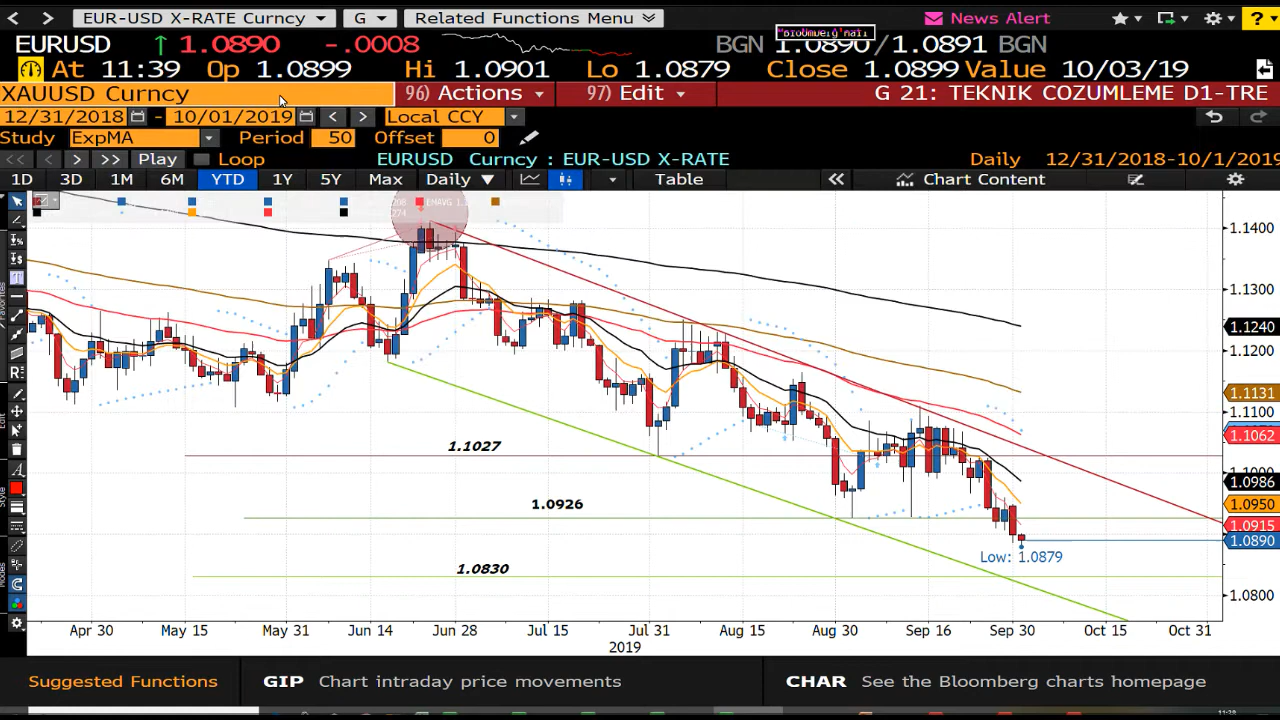 EUR-USD X-RATE Curncy G Related Functions Menu News Alert ?
EURUSD 1.0890 -.0008 BGN 1.0890/1.0891 BGN
At 11:39 Op 1.0899 Hi 1.0901 Lo 1.0879 Close 1.0899 Value 10/03/19
XAUUSD Curncy 96) Actions 97) Edit G 21: TEKNIK COZUMLEME D1-TRE
12/31/2018 - 10/01/2019 Local CCY
Study ExpMA Period 50 Offset 0
<< < > >> Play Loop EURUSD Curncy : EUR-USD X-RATE Daily 12/31/2018-10/1/2019
1D 3D 1M 6M YTD 1Y 5Y Max Daily Table Chart Content
1.1400
1.1300
1.1240
1.1200
1.1131
1.1100
1.1062
1.1027
1.1000
1.0986
1.0950
1.0926
1.0915
1.0890
Low: 1.0879
1.0830
1.0800
Apr 30 May 15 May 31 Jun 14 Jun 28 Jul 15 Jul 31 Aug 15 Aug 30 Sep 16 Sep 30 Oct 15 Oct 31
2019
Suggested Functions GIP Chart intraday price movements CHAR See the Bloomberg charts homepage